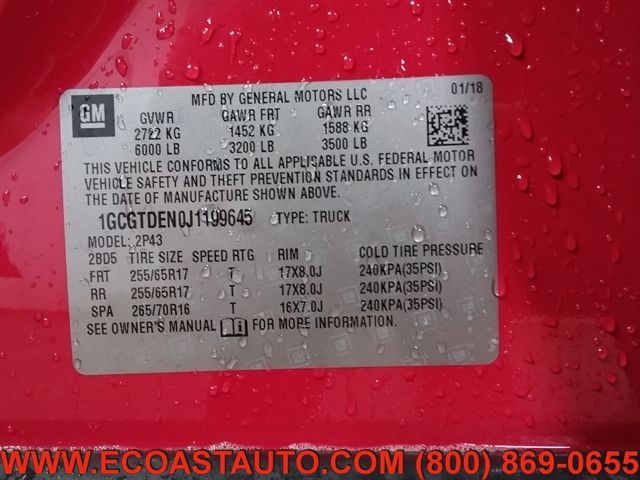 GM
MFD BY GENERAL MOTORS LLC
01/18
GVWR GAWR FRT GAWR RR
2722 KG 1452 KG 1588 KG
6000 LB 3200 LB 3500 LB
THIS VEHICLE CONFORMS TO ALL APPLICABLE U.S. FEDERAL MOTOR
VEHICLE SAFETY AND THEFT PREVENTION STANDARDS IN EFFECT ON
THE DATE OF MANUFACTURE SHOWN ABOVE.
1GCGTDEN0J1199645 TYPE: TRUCK
MODEL: 2P43
2BD5 TIRE SIZE SPEED RTG RIM COLD TIRE PRESSURE
FRT 255/65R17 T 17X8.0J 240KPA(35PSI)
RR 255/65R17 T 17X8.0J 240KPA(35PSI)
SPA 265/70R16 T 16X7.0J 240KPA(35PSI)
SEE OWNER'S MANUAL FOR MORE INFORMATION.
WWW.ECOASTAUTO.COM (800) 869-0655